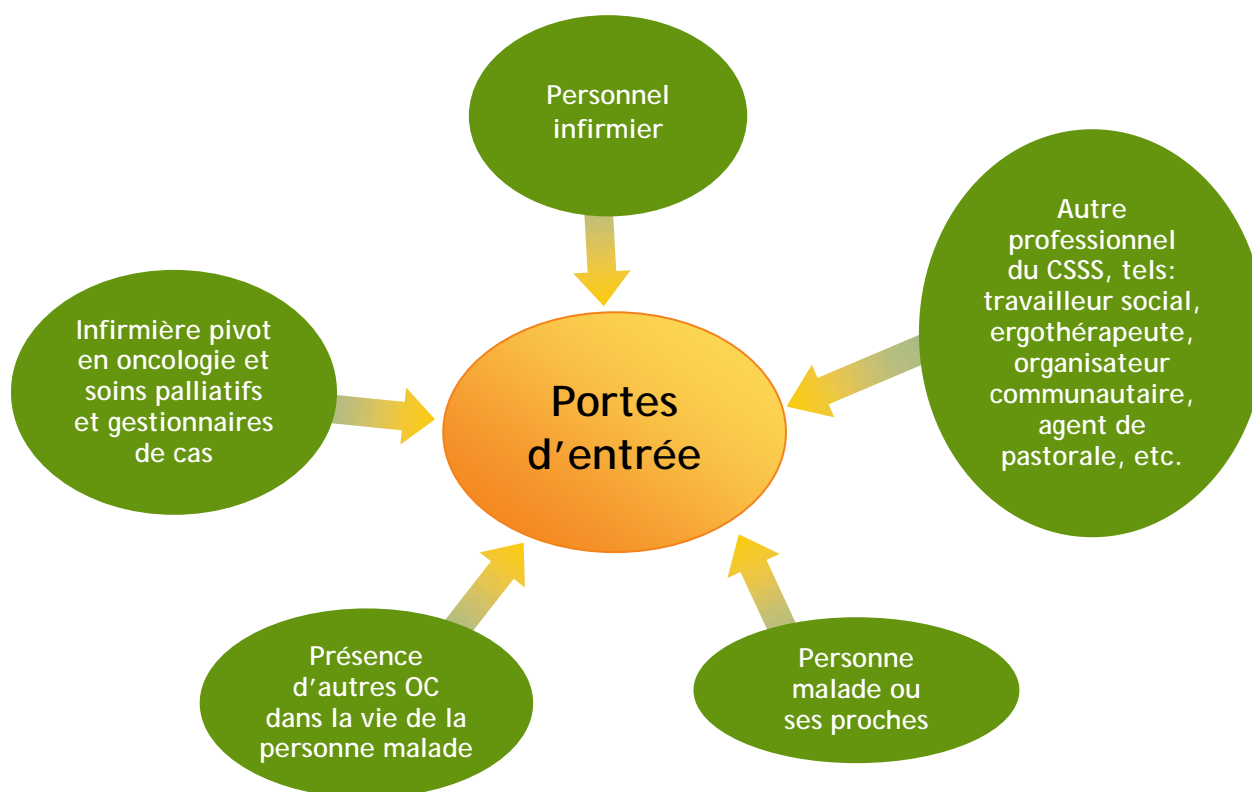 Personnel
infirmier
Autre
professionnel
du CSSS, tels:
travailleur social,
ergothérapeute,
organisateur
communautaire,
agent de
pastorale, etc.
Infirmière pivot
en oncologie et
soins palliatifs
et gestionnaires
de cas
Portes
d’entrée
Présence
d’autres OC
dans la vie de la
personne malade
Personne
malade ou
ses proches